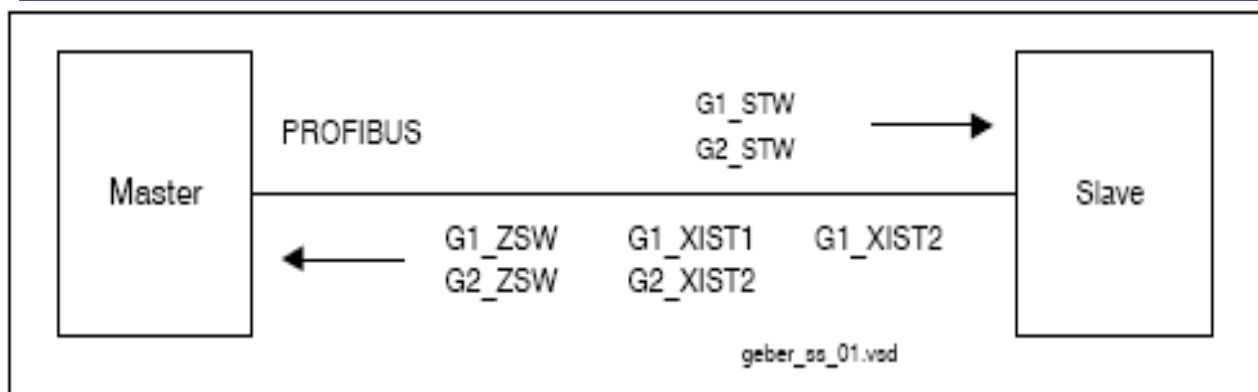 G1_STW
PROFIBUS
G2_STW
Master
Slave
G1_ZSW G1_XIST1 G1_XIST2
G2_ZSW G2_XIST2
geber_ss_01.vsd